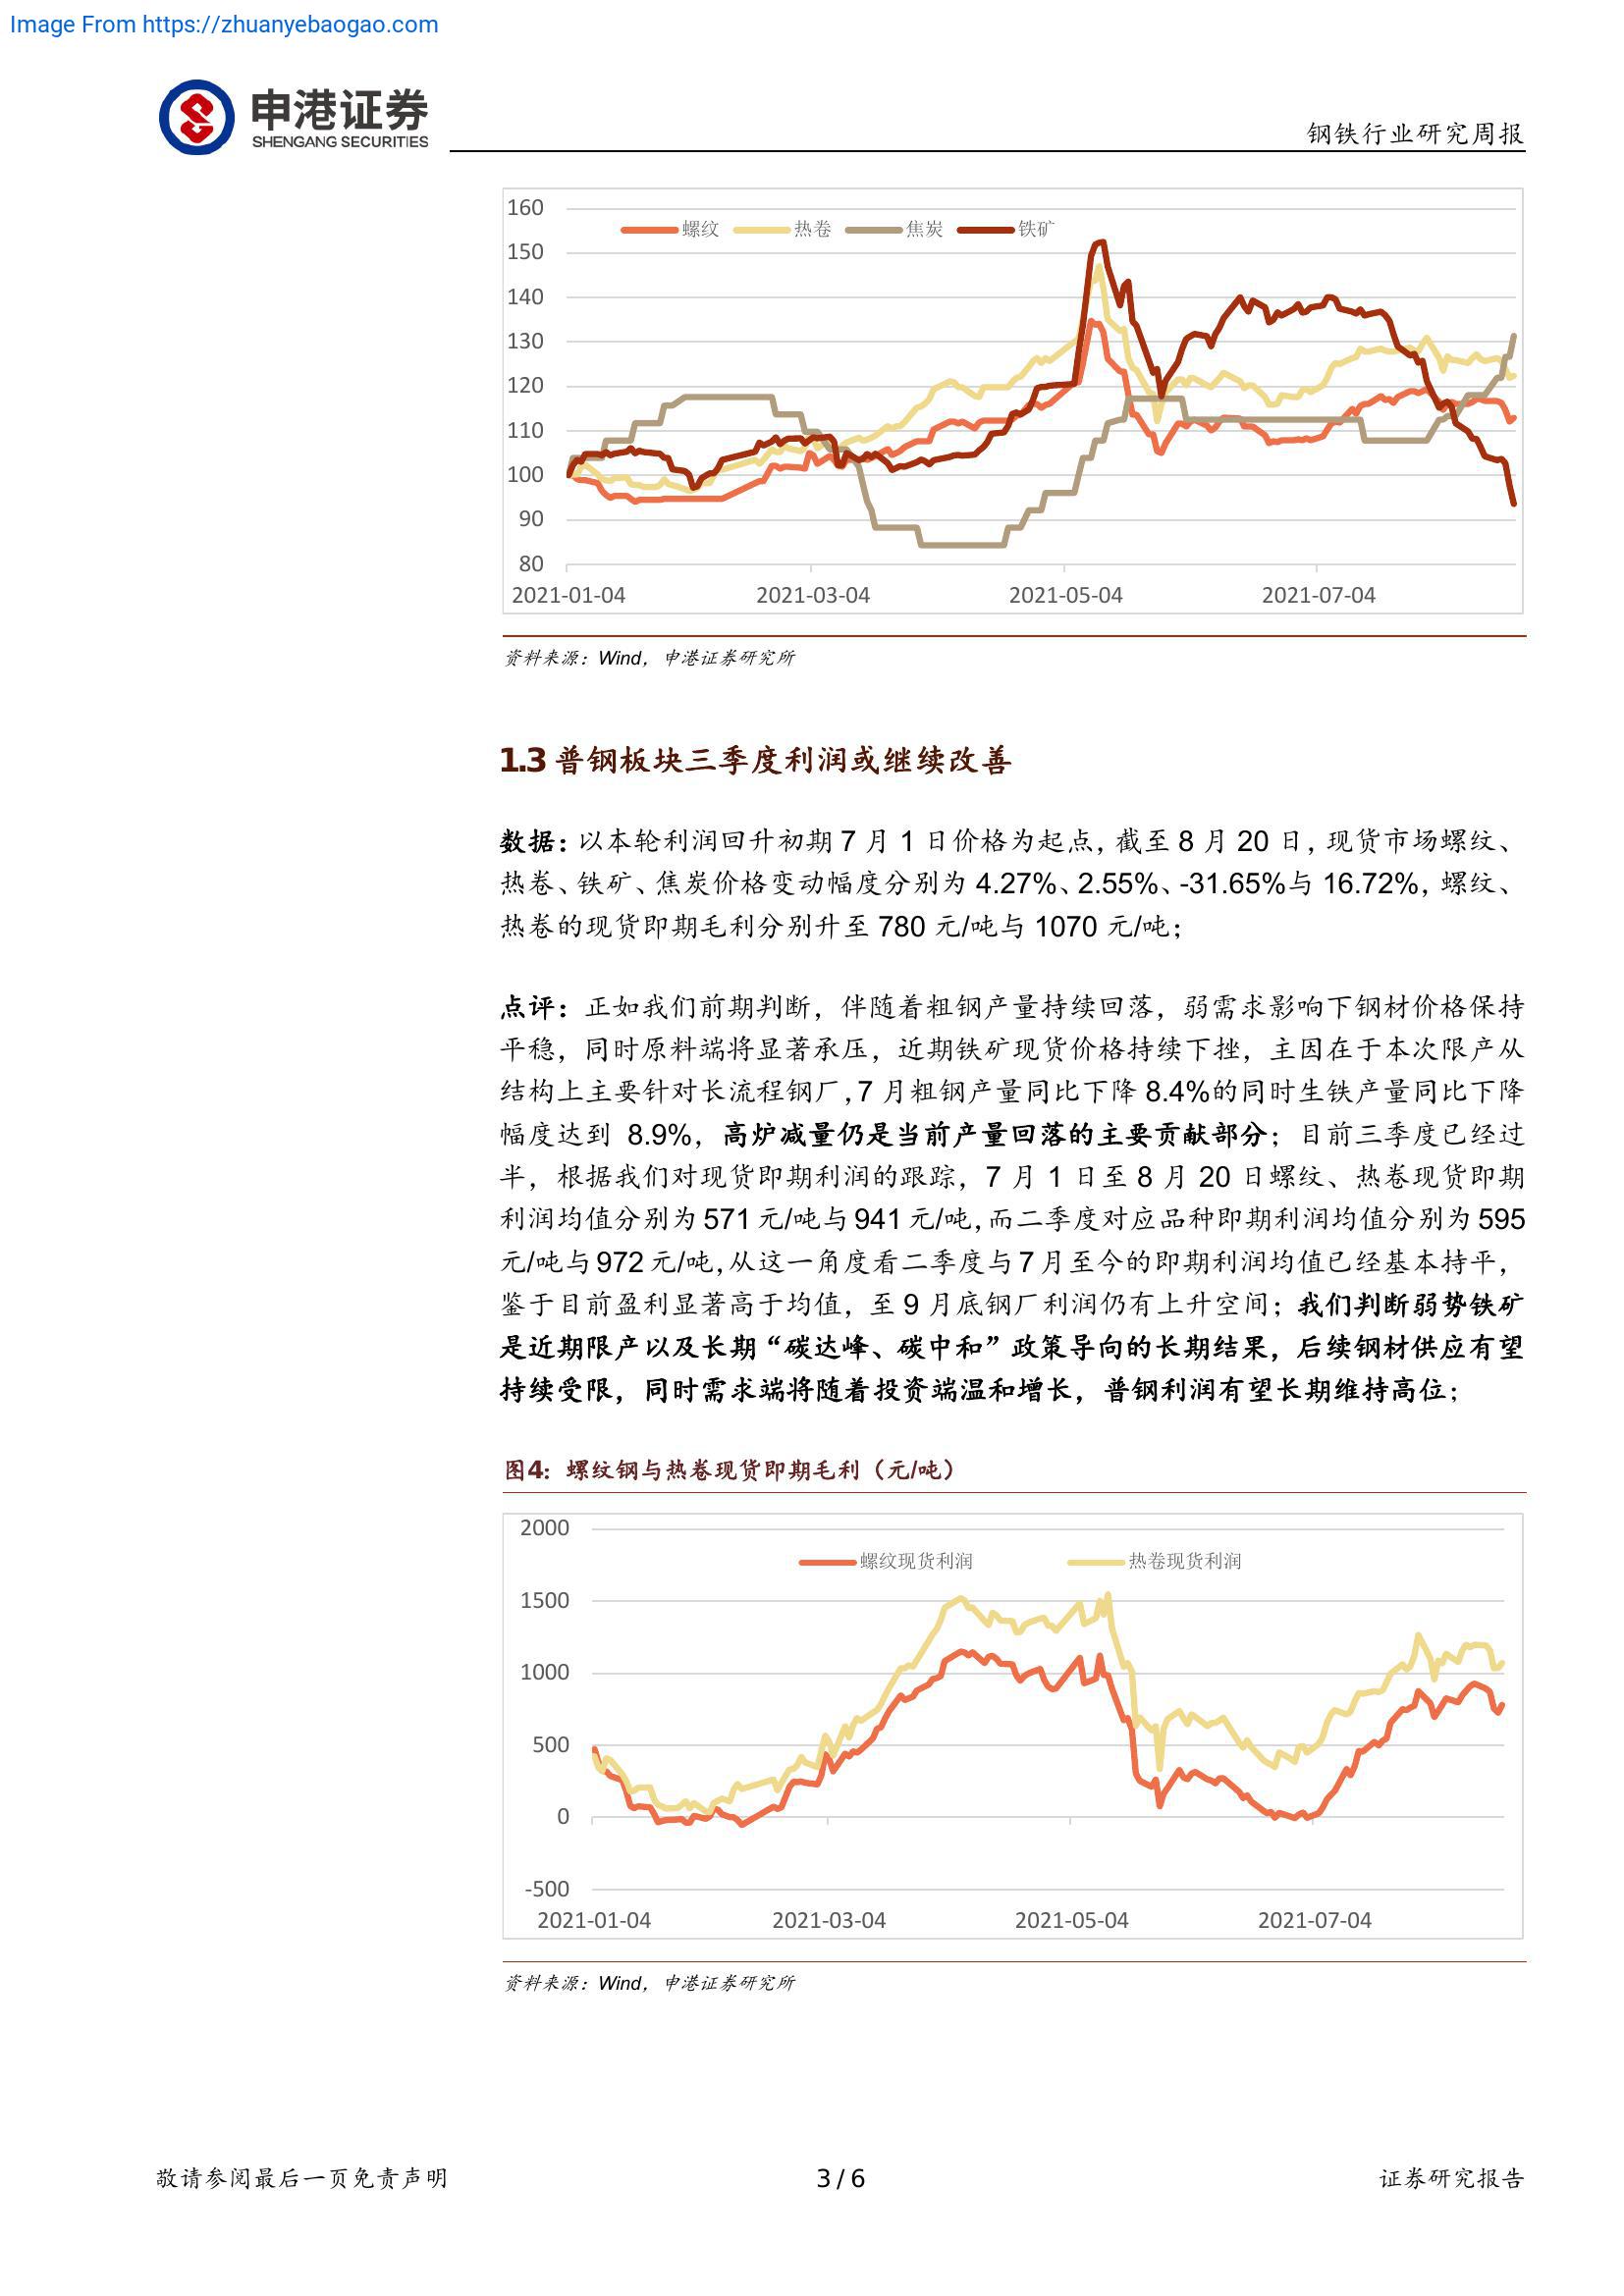 Image From https://zhuanyebaogao.com
申港证券
SHENGANG SECURITIES
钢铁行业研究周报
160
螺纹 热卷 焦炭 铁矿
150
140
130
120
110
100
90
80
2021-01-04 2021-03-04 2021-05-04 2021-07-04
资料来源：Wind，申港证券研究所
1.3 普钢板块三季度利润或继续改善
数据：以本轮利润回升初期 7 月 1 日价格为起点，截至 8 月 20 日，现货市场螺纹、
热卷、铁矿、焦炭价格变动幅度分别为 4.27%、2.55%、-31.65%与 16.72%，螺纹、
热卷的现货即期毛利分别升至 780 元/吨与 1070 元/吨；
点评：正如我们前期判断，伴随着粗钢产量持续回落，弱需求影响下钢材价格保持
平稳，同时原料端将显著承压，近期铁矿现货价格持续下挫，主因在于本次限产从
结构上主要针对长流程钢厂，7 月粗钢产量同比下降 8.4%的同时生铁产量同比下降
幅度达到 8.9%，高炉减量仍是当前产量回落的主要贡献部分；目前三季度已经过
半，根据我们对现货即期利润的跟踪，7 月 1 日至 8 月 20 日螺纹、热卷现货即期
利润均值分别为 571 元/吨与 941 元/吨，而二季度对应品种即期利润均值分别为 595
元/吨与 972 元/吨，从这一角度看二季度与 7 月至今的即期利润均值已经基本持平，
鉴于目前盈利显著高于均值，至 9 月底钢厂利润仍有上升空间；我们判断弱势铁矿
是近期限产以及长期“碳达峰、碳中和”政策导向的长期结果，后续钢材供应有望
持续受限，同时需求端将随着投资端温和增长，普钢利润有望长期维持高位；
图4：螺纹钢与热卷现货即期毛利（元/吨）
2000
螺纹现货利润 热卷现货利润
1500
1000
500
0
-500
2021-01-04 2021-03-04 2021-05-04 2021-07-04
资料来源：Wind，申港证券研究所
敬请参阅最后一页免责声明 3 / 6 证券研究报告